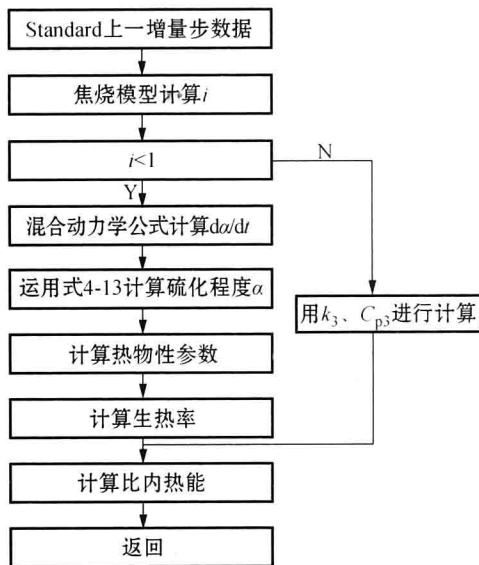 Standard上一增量步数据
焦烧模型计算i
i<1
N
Y
混合动力学公式计算dα/dt
运用式4-13计算硫化程度α
用k₃、Cₚ₃进行计算
计算热物性参数
计算生热率
计算比内热能
返回